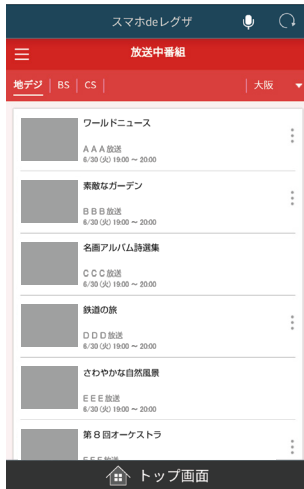 スマホdeレグザ
放送中番組
地デジ | BS | CS | | 大阪
ワールドニュース
AAA放送
6/30 (火) 19:00 ～ 20:00
素敵なガーデン
BBB放送
6/30 (火) 19:00 ～ 20:00
名画アルバム詩選集
CCC放送
6/30 (火) 19:00 ～ 20:00
鉄道の旅
DDD放送
6/30 (火) 19:00 ～ 20:00
さわやかな自然風景
EEE放送
6/30 (火) 19:00 ～ 20:00
第8回オーケストラ
トップ画面